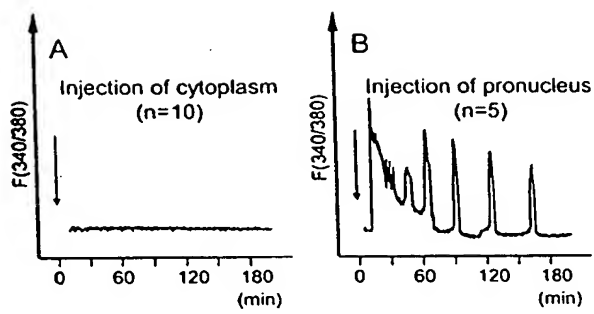 A
Injection of cytoplasm
(n=10)
F(340/380)
0 60 120 180
(min)
B
Injection of pronucleus
(n=5)
F(340/380)
0 60 120 180
(min)